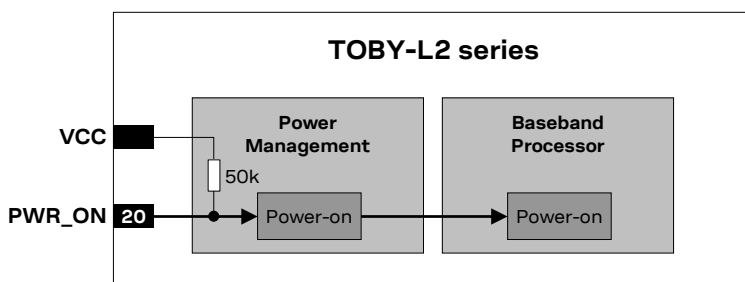 TOBY-L2 series
Power
Management
Baseband
Processor
VCC
50k
PWR_ON
20
Power-on
Power-on